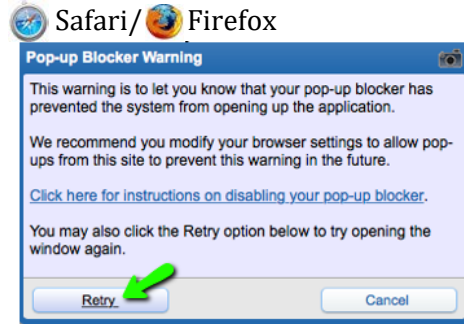 Safari/ Firefox
Pop-up Blocker Warning
This warning is to let you know that your pop-up blocker has
prevented the system from opening up the application.
We recommend you modify your browser settings to allow pop-
ups from this site to prevent this warning in the future.
Click here for instructions on disabling your pop-up blocker.
You may also click the Retry option below to try opening the
window again.
Retry
Cancel